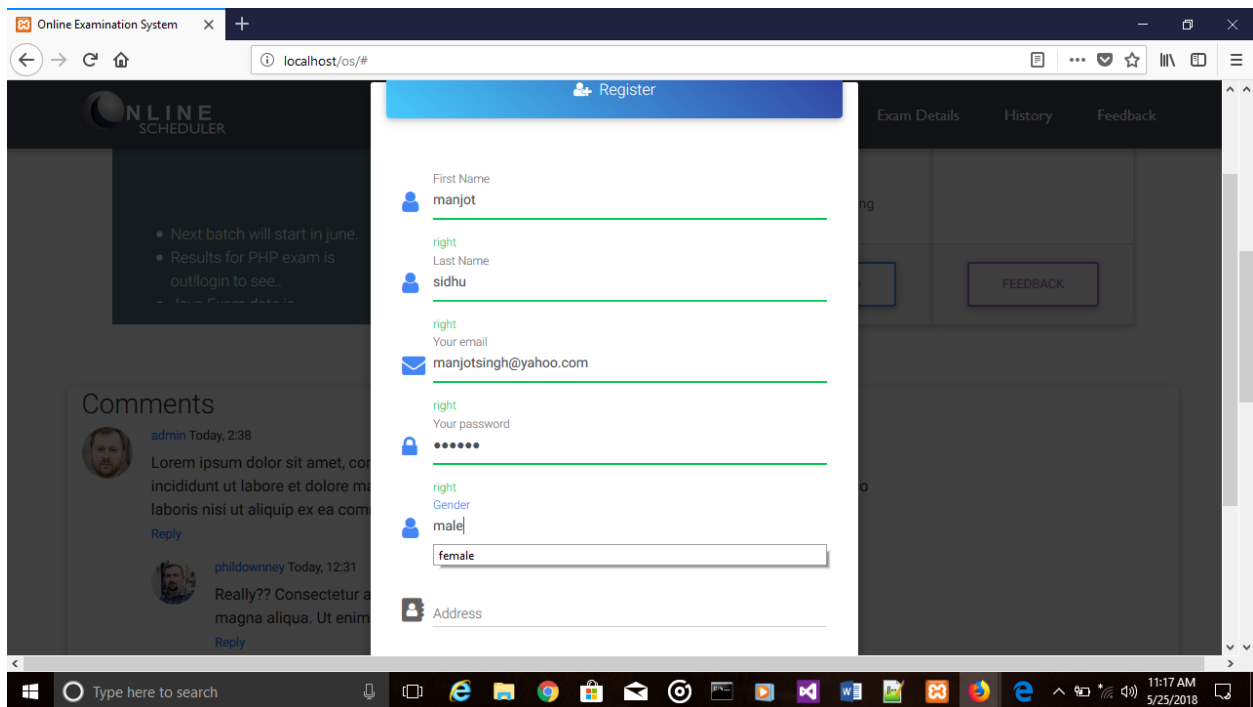 Online Examination System
localhost/os/#
NLINE
SCHEDULER
Exam Details
History
Feedback
Register
First Name
manjot
right
Last Name
sidhu
right
Your email
manjotsingh@yahoo.com
right
Your password
right
Gender
male
female
Address
Next batch will start in june.
Results for PHP exam is
outllogin to see..
ng
FEEDBACK
Comments
admin Today, 2:38
Lorem ipsum dolor sit amet, con
incididunt ut labore et dolore ma
laboris nisi ut aliquip ex ea com
o
Reply
phildownney Today, 12:31
Really?? Consectetur a
magna aliqua. Ut enim
Reply
Type here to search
11:17 AM
5/25/2018